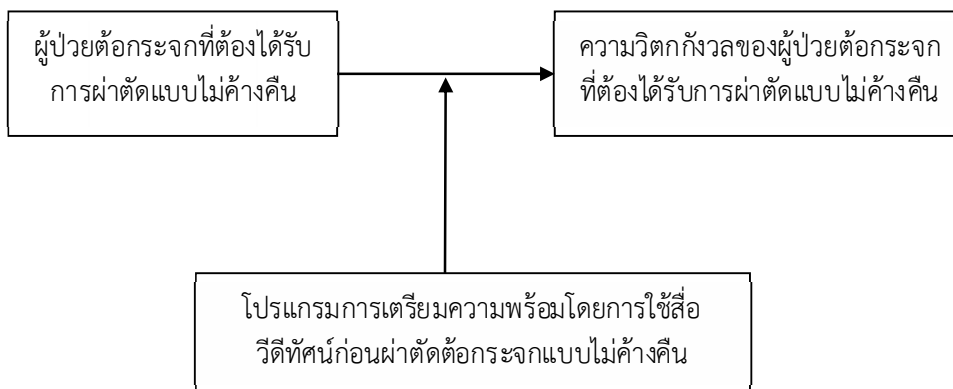 ผู้ป่วยต้อกระจกที่ต้องได้รับ
การผ่าตัดแบบไม่ค้างคืน
ความวิตกกังวลของผู้ป่วยต้อกระจก
ที่ต้องได้รับการผ่าตัดแบบไม่ค้างคืน
โปรแกรมการเตรียมความพร้อมโดยการใช้สื่อ
วีดีทัศน์ก่อนผ่าตัดต้อกระจกแบบไม่ค้างคืน